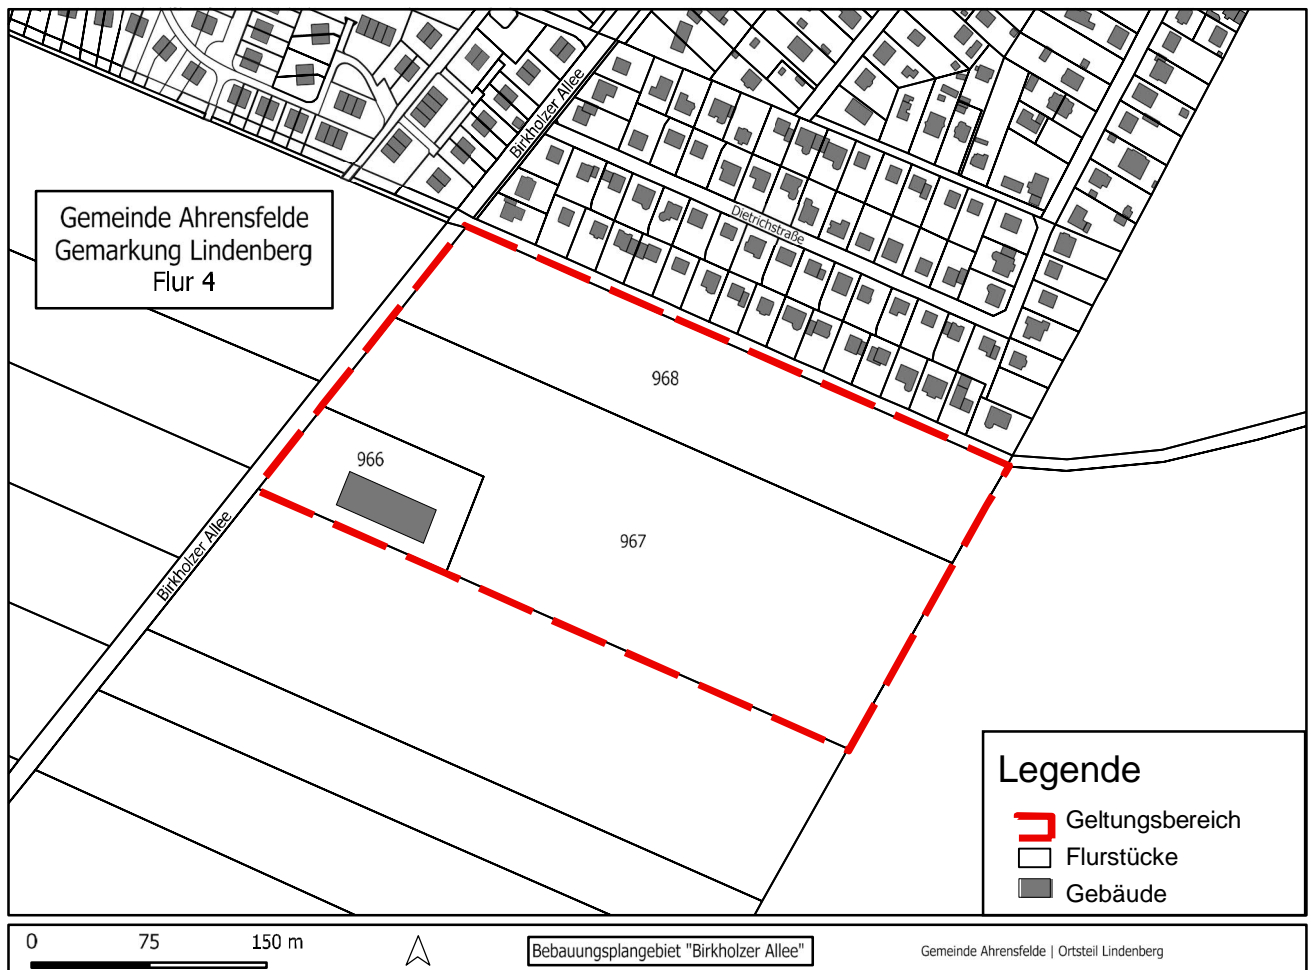 Birkholzer Allee
Gemeinde Ahrensfelde
Gemarkung Lindenberg
Flur 4
Dietrichstraße
968
966
967
Birkholzer Allee
Legende
Geltungsbereich
Flurstücke
Gebäude
0 75 150 m
Bebauungsplangebiet "Birkholzer Allee"
Gemeinde Ahrensfelde | Ortsteil Lindenberg